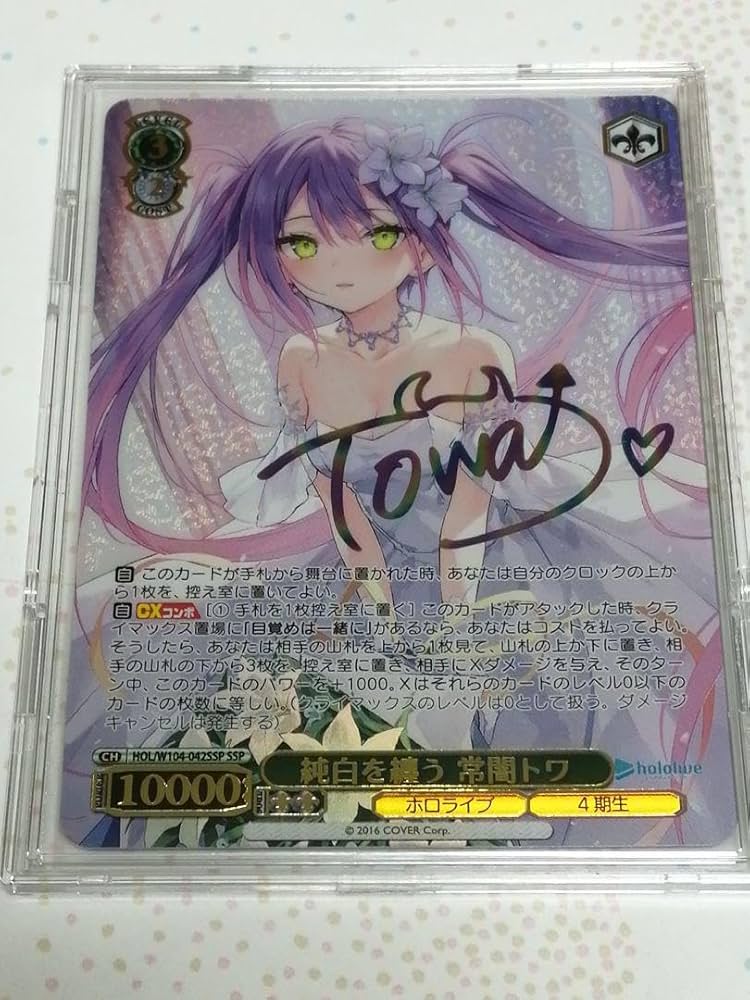 LEVEL
3
2
COST
Towa
自 このカードが手札から舞台に置かれた時、あなたは自分のクロックの上か
ら1枚を、控え室に置いてよい。
自 CXコンボ [① 手札を1枚控え室に置く] このカードがアタックした時、クラ
イマックス置場に「目覚めは一緒に」があるなら、あなたはコストを払ってよい。
そうしたら、あなたは相手の山札を上から1枚見て、山札の上か下に置き、相
手の山札の下から3枚を、控え室に置き、相手にXダメージを与え、そのター
ン中、このカードのパワーを+1000。Xはそれらのカードのレベル0以下の
カードの枚数に等しい。(クライマックスのレベルは0として扱う。ダメージ
キャンセルは発生する)
CH HOL/W104-042SSP SSP
純白を纏う 常闇トワ
hololive
POWER 10000
ホロライブ
4期生
© 2016 COVER Corp.